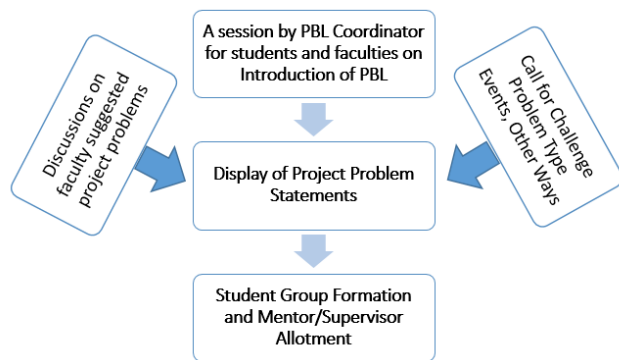 A session by PBL Coordinator
for students and faculties on
Introduction of PBL
Discussions on
faculty suggested
project problems
Call for Challenge
Problem Type
Events, Other Ways
Display of Project Problem
Statements
Student Group Formation
and Mentor/Supervisor
Allotment